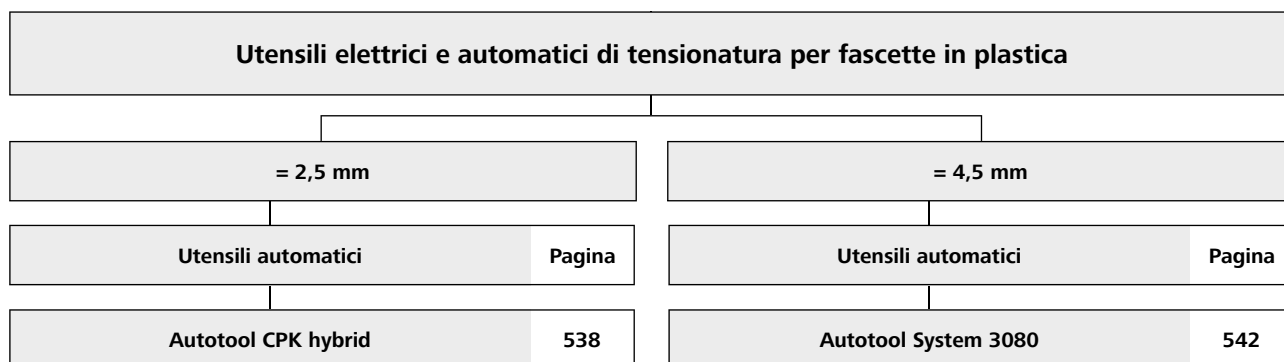 Utensili elettrici e automatici di tensionatura per fascette in plastica
= 2,5 mm
= 4,5 mm
Utensili automatici Pagina
Utensili automatici Pagina
Autotool CPK hybrid 538
Autotool System 3080 542